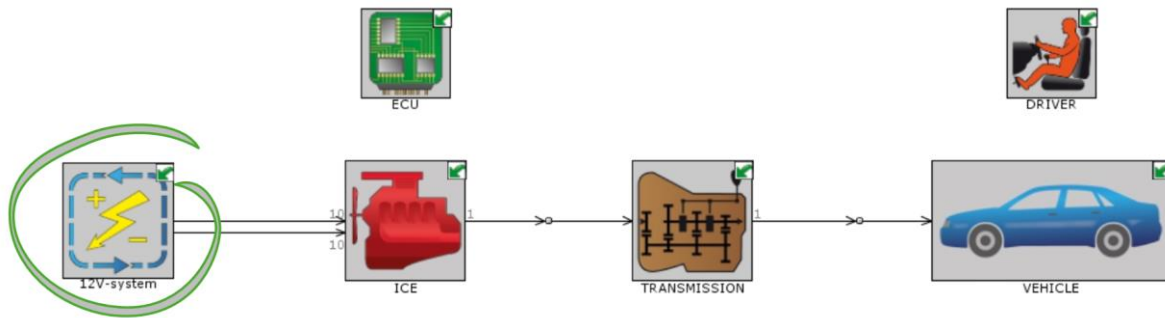 ECU
DRIVER
10
10
1
1
12V-system
ICE
TRANSMISSION
VEHICLE